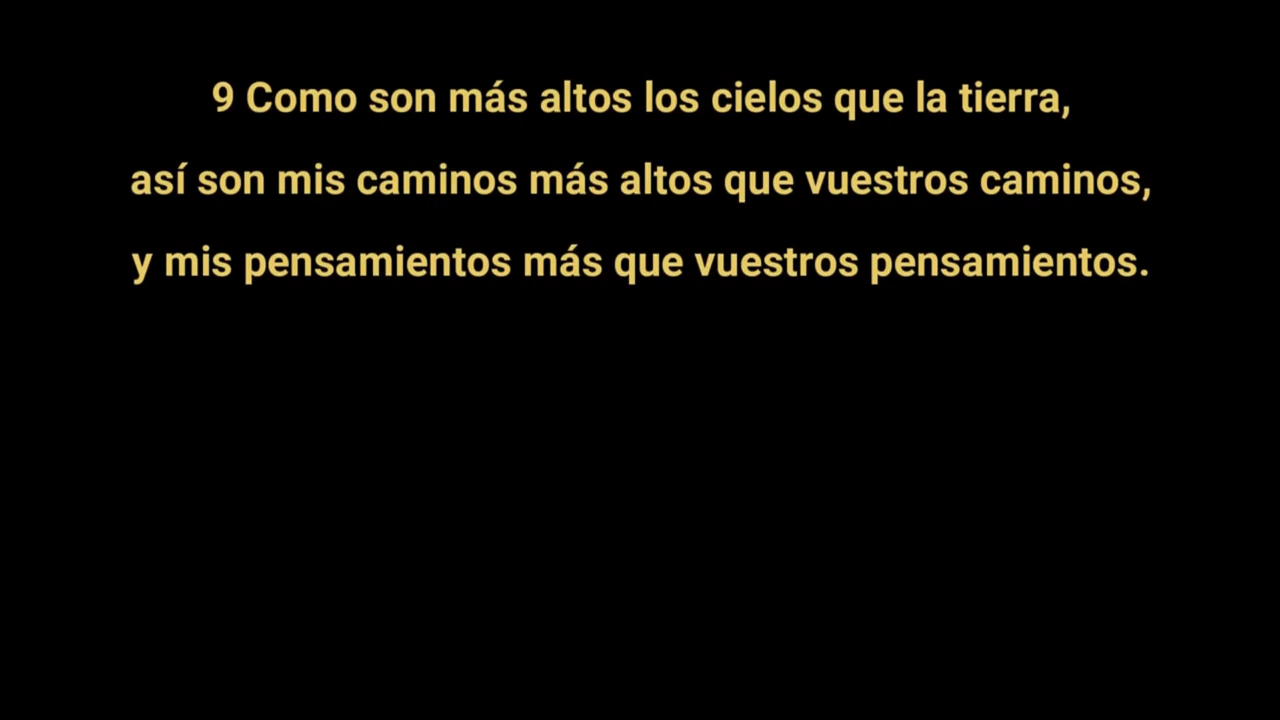 9 Como son más altos los cielos que la tierra,
así son mis caminos más altos que vuestros caminos,
y mis pensamientos más que vuestros pensamientos.